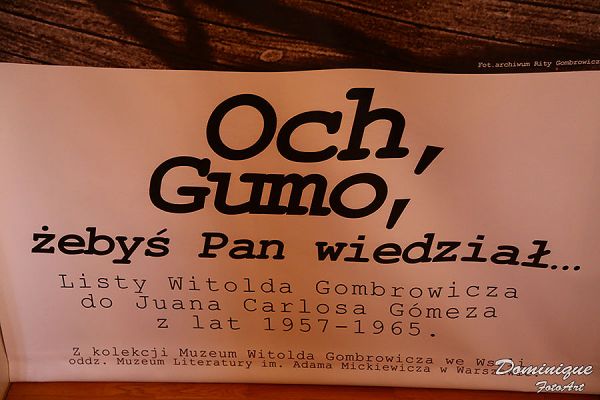 Fot.archiwum Rity Gombrowicz
Och,
Gumo,
żebyś Pan wiedział...
Listy Witolda Gombrowicza
do Juana Carlosa Gómeza
z lat 1957-1965.
Z kolekcji Muzeum Witolda Gombrowicza we Wsoli,
oddz. Muzeum Literatury im. Adama Mickiewicza w
Dominique
FotoArt